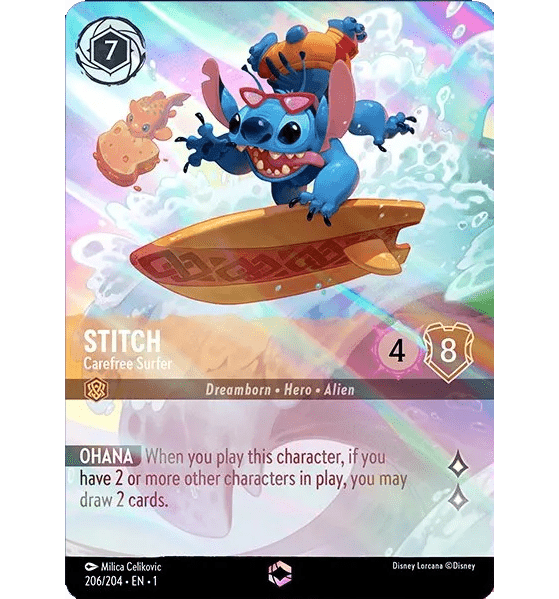 7
STITCH
Carefree Surfer
4
8
Dreamborn • Hero • Alien
OHANA When you play this character, if you
have 2 or more other characters in play, you may
draw 2 cards.
Milica Celikovic
206/204 • EN • 1
Disney Lorcana ©Disney